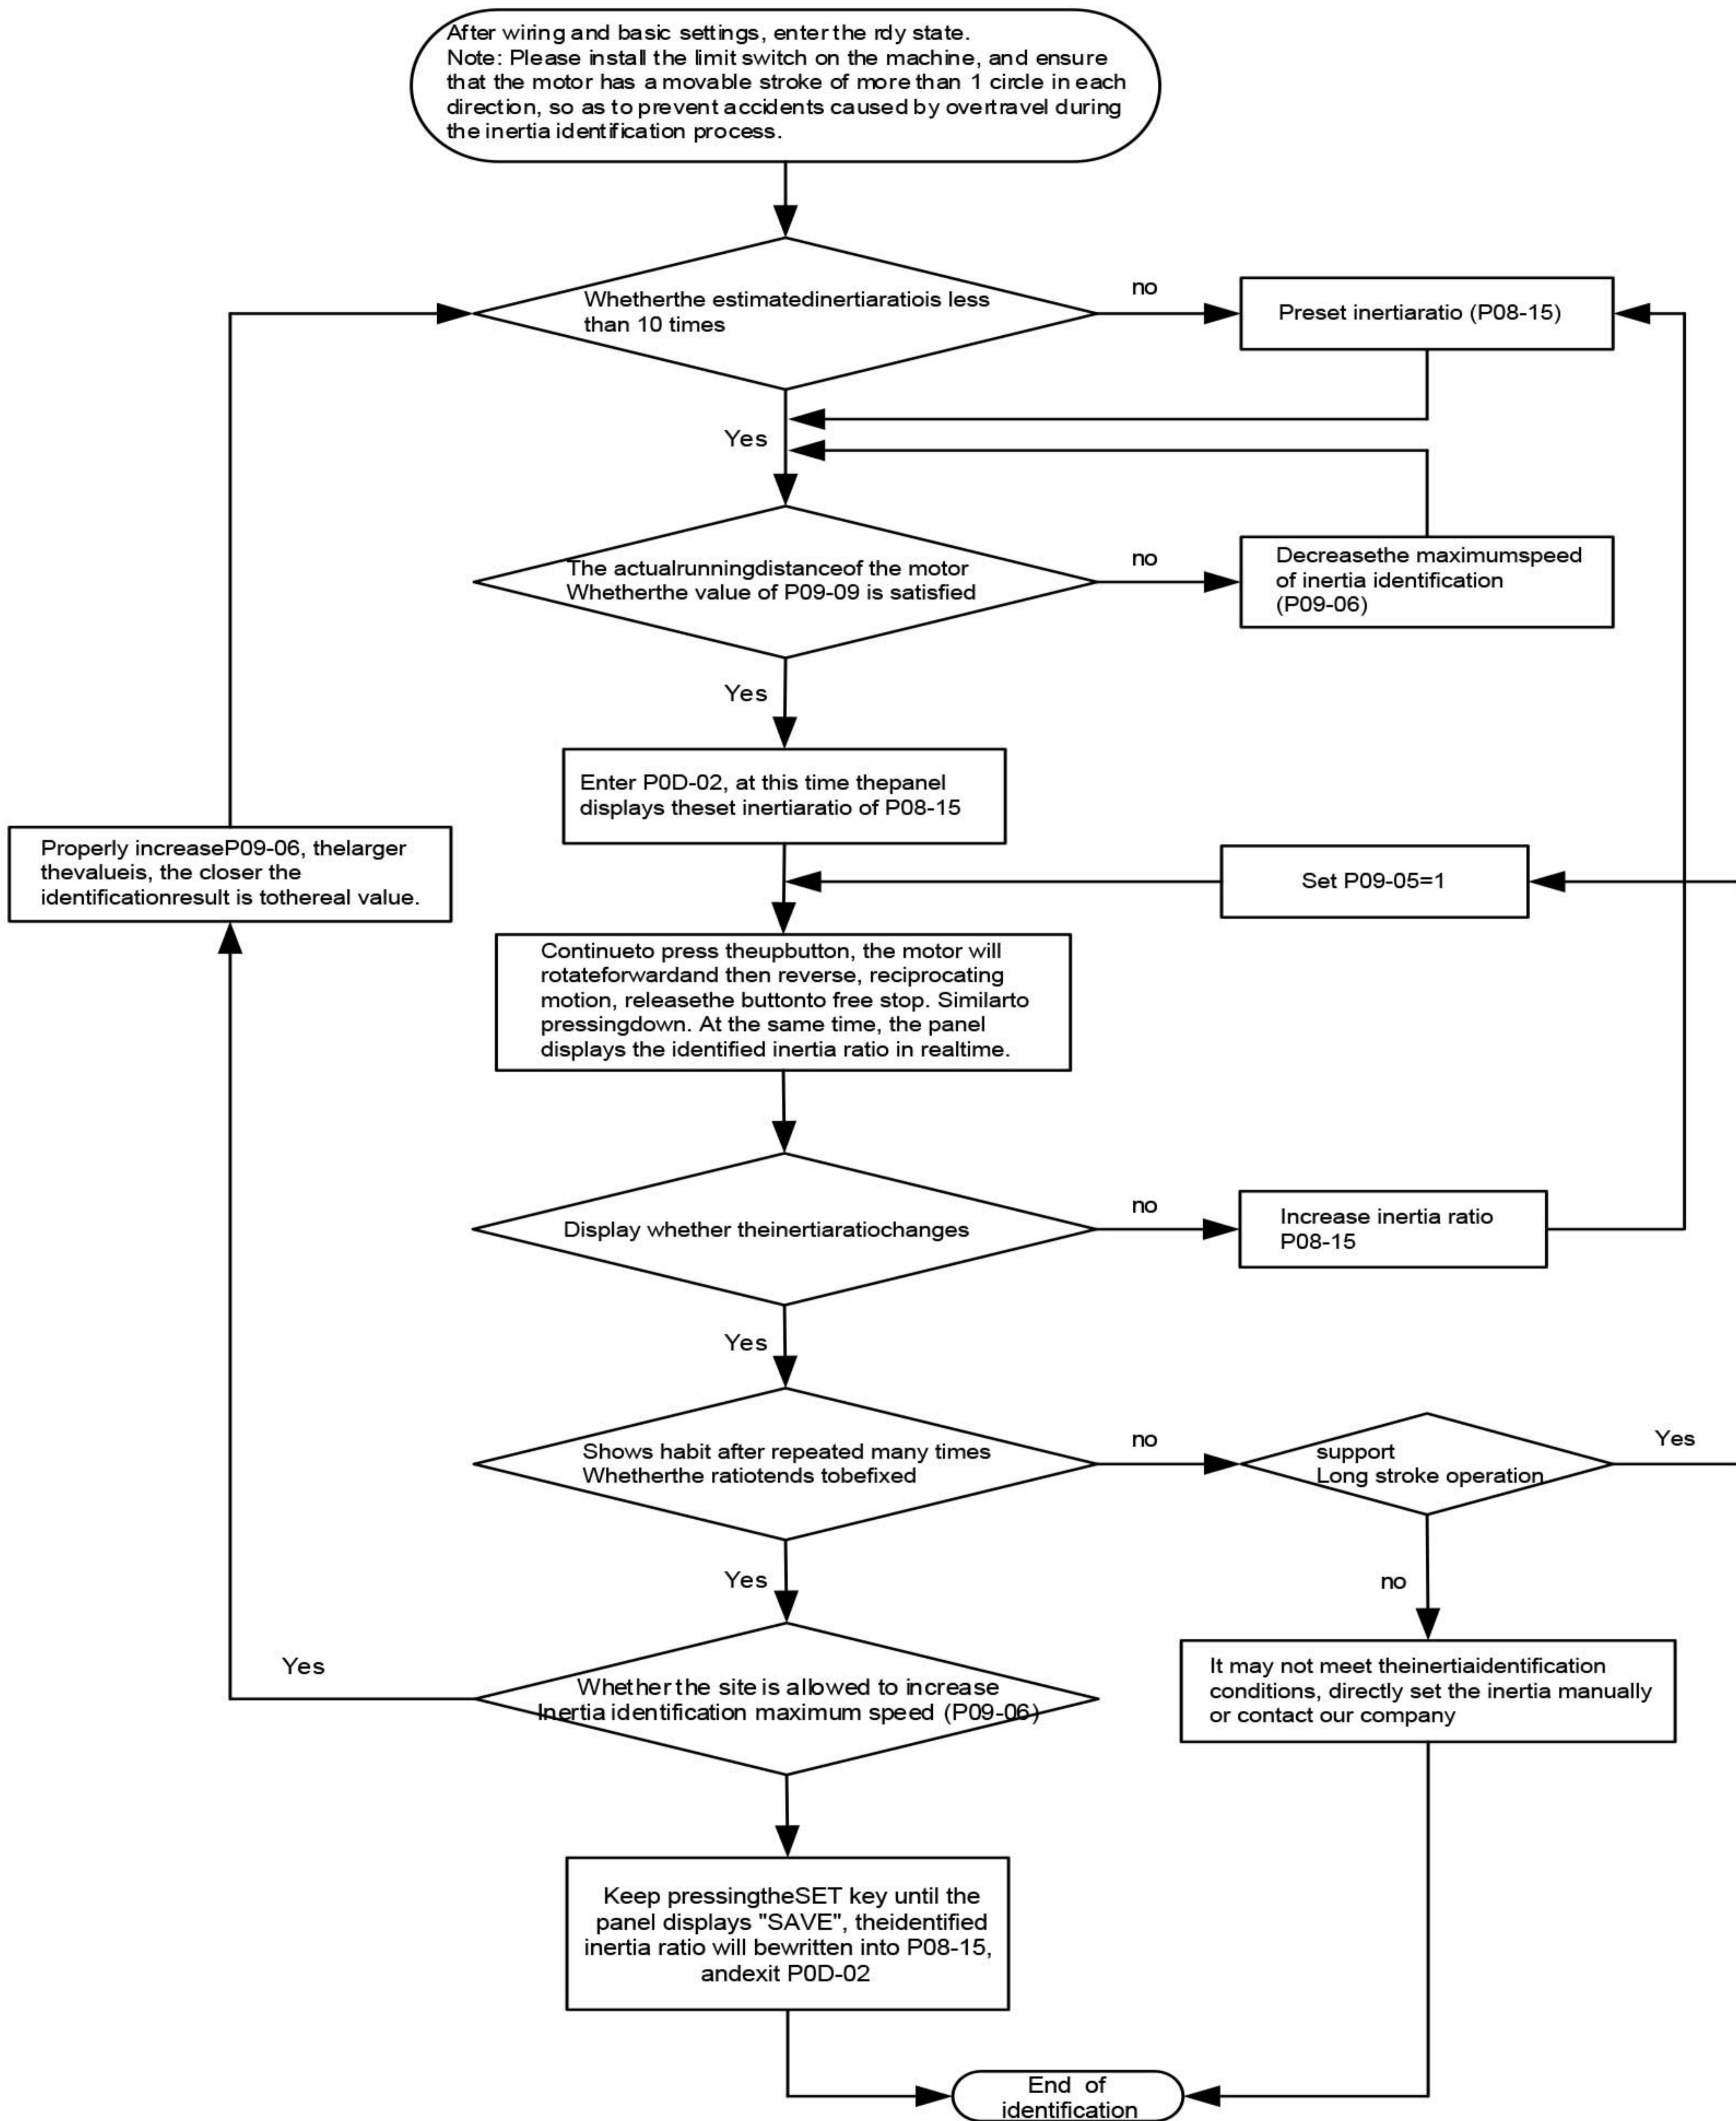 After wiring and basic settings, enter the rdy state.
Note: Please install the limit switch on the machine, and ensure
that the motor has a movable stroke of more than 1 circle in each
direction, so as to prevent accidents caused by overtravel during
the inertia identification process.
Whetherthe estimatedinertiaratiois less
than 10 times
no
Preset inertiaratio (P08-15)
Yes
The actualrunningdistanceof the motor
Whetherthe value of P09-09 is satisfied
no
Decreasethe maximumspeed
of inertia identification
(P09-06)
Yes
Enter P0D-02, at this time thepanel
displays theset inertiaratio of P08-15
Properly increaseP09-06, thelarger
thevalueis, the closer the
identificationresult is tothereal value.
Set P09-05=1
Continueto press theupbutton, the motor will
rotateforwardand then reverse, reciprocating
motion, releasethe buttonto free stop. Similarto
pressingdown. At the same time, the panel
displays the identified inertia ratio in realtime.
Display whether theinertiaratiochanges
no
Increase inertia ratio
P08-15
Yes
Shows habit after repeated many times
Whetherthe ratiotends tobefixed
no
support
Long stroke operation
Yes
Yes
no
Whether the site is allowed to increase
Inertia identification maximum speed (P09-06)
Yes
It may not meet theinertiaidentification
conditions, directly set the inertia manually
or contact our company
Keep pressingtheSET key until the
panel displays "SAVE", theidentified
inertia ratio will bewritten into P08-15,
andexit P0D-02
End of
identification